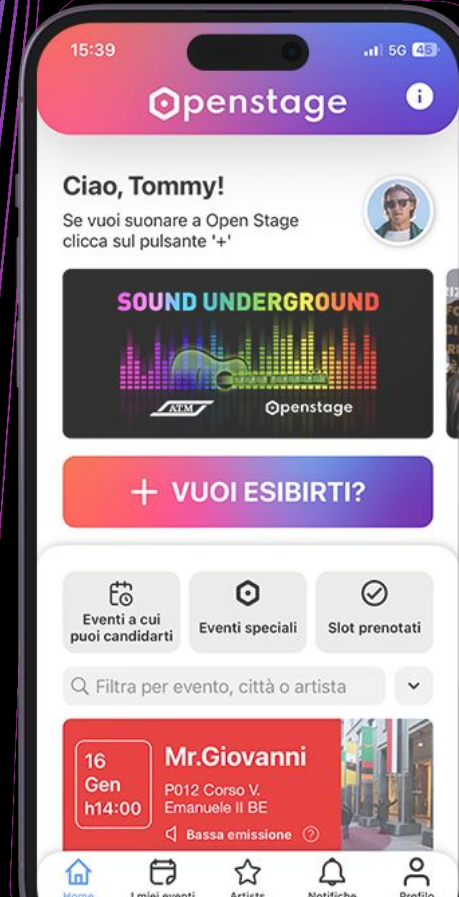 15:39
5G 45
Openstage
i
Ciao, Tommy!
Se vuoi suonare a Open Stage
clicca sul pulsante '+'
SOUND UNDERGROUND
ATM
Openstage
+ VUOI ESIBIRTI?
Eventi a cui
puoi candidarti
Eventi speciali
Slot prenotati
Filtra per evento, città o artista
16
Gen
h14:00
Mr.Giovanni
P012 Corso V.
Emanuele II BE
Bassa emissione ?
Home
I miei eventi
Artists
Notifiche
Profilo